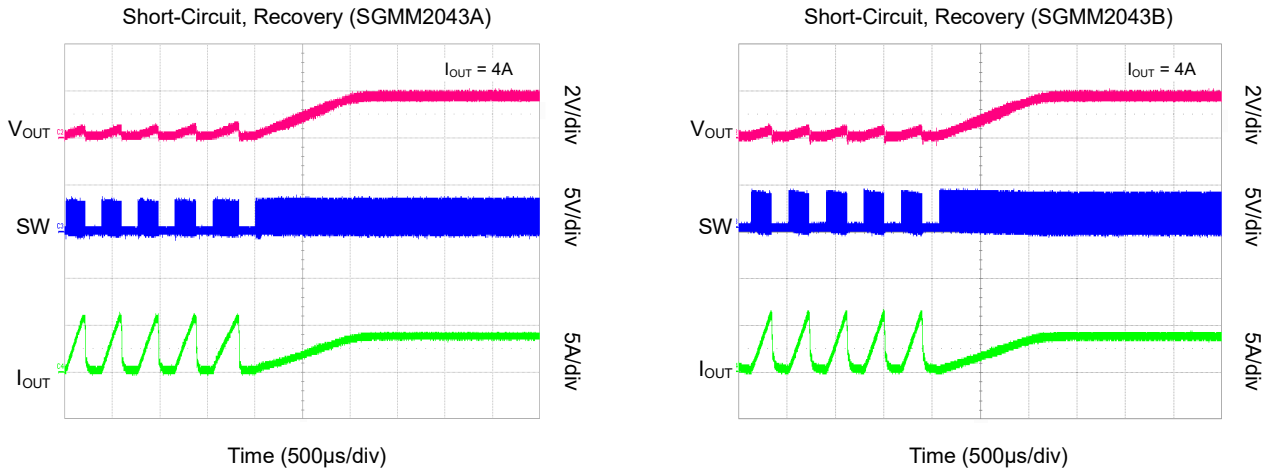 Short-Circuit, Recovery (SGMM2043A)
IOUT = 4A
VOUT
SW
IOUT
2V/div
5V/div
5A/div
Time (500µs/div)
Short-Circuit, Recovery (SGMM2043B)
IOUT = 4A
VOUT
SW
IOUT
2V/div
5V/div
5A/div
Time (500µs/div)